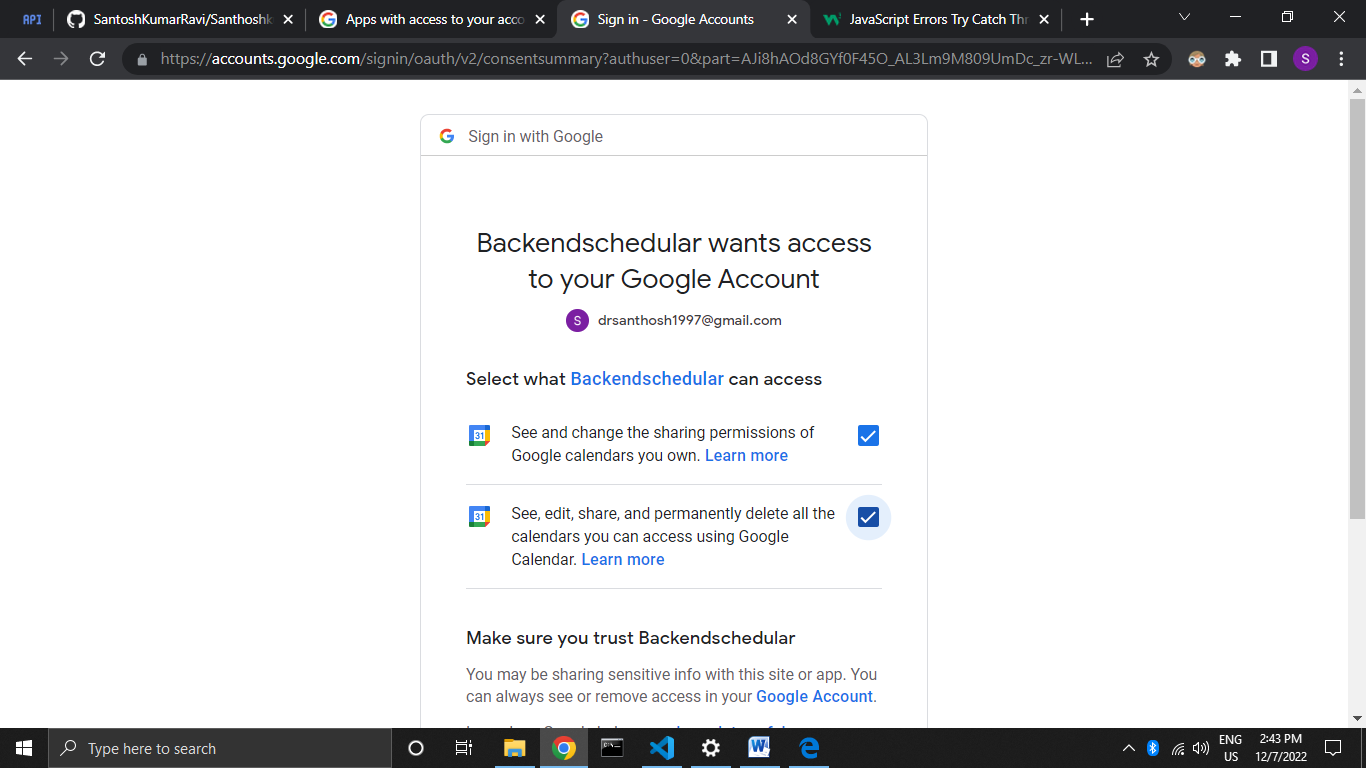 API
SantoshKumarRavi/Santhoshk
Apps with access to your acco
Sign in - Google Accounts
JavaScript Errors Try Catch Thr
https://accounts.google.com/signin/oauth/v2/consentsummary?authuser=0&part=AJi8hAOd8GYf0F45O_AL3Lm9M809UmDc_zr-WL...
S
Sign in with Google
Backendschedular wants access
to your Google Account
S drsanthosh1997@gmail.com
Select what Backendschedular can access
31
See and change the sharing permissions of
Google calendars you own. Learn more
31
See, edit, share, and permanently delete all the
calendars you can access using Google
Calendar. Learn more
Make sure you trust Backendschedular
You may be sharing sensitive info with this site or app. You
can always see or remove access in your Google Account.
Type here to search
ENG
US
2:43 PM
12/7/2022